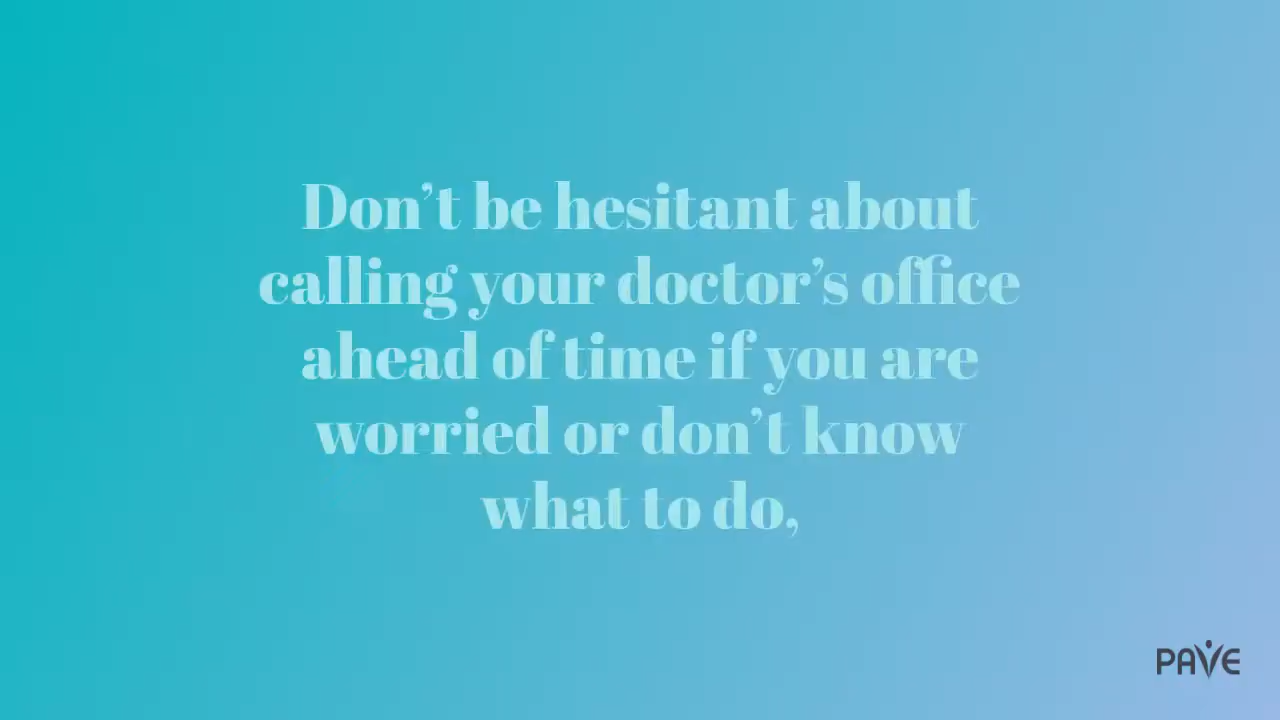 Don’t be hesitant about
calling your doctor’s office
ahead of time if you are
worried or don’t know
what to do,
PAVE